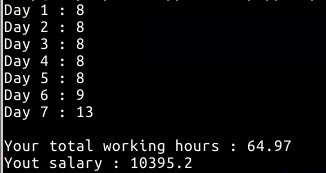 Day 1 : 8
Day 2 : 8
Day 3 : 8
Day 4 : 8
Day 5 : 8
Day 6 : 9
Day 7 : 13
Your total working hours : 64.97
Yout salary : 10395.2